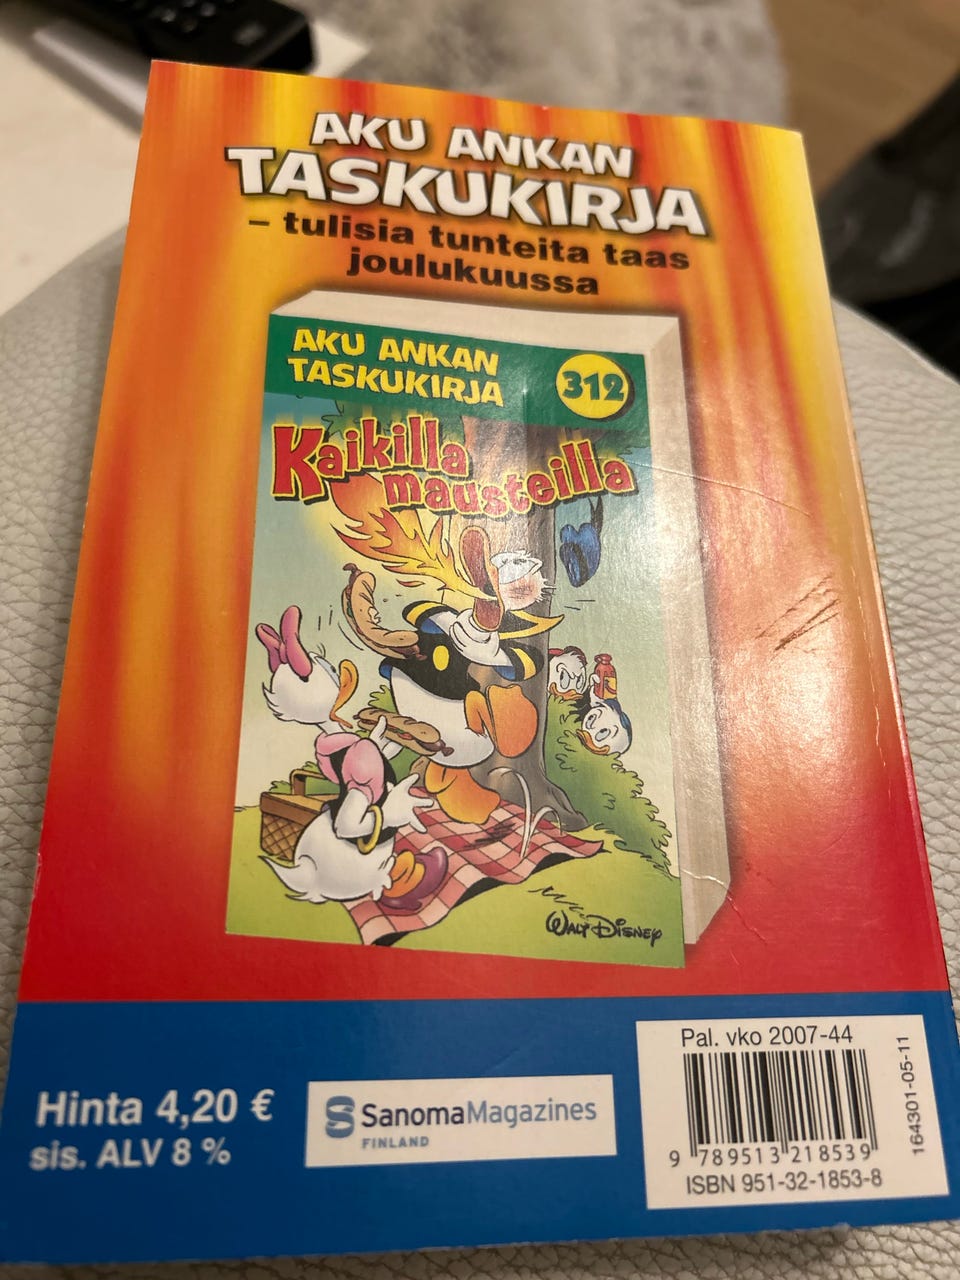 AKU ANKAN
TASKUKIRJA
– tulisia tunteita taas
joulukuussa
AKU ANKAN
TASKUKIRJA
312
Kaikilla
mausteilla
WALT DISNEY
Hinta 4,20 €
sis. ALV 8 %
SanomaMagazines
FINLAND
Pal. vko 2007-44
164301-05-11
9 789513 218539
ISBN 951-32-1853-8